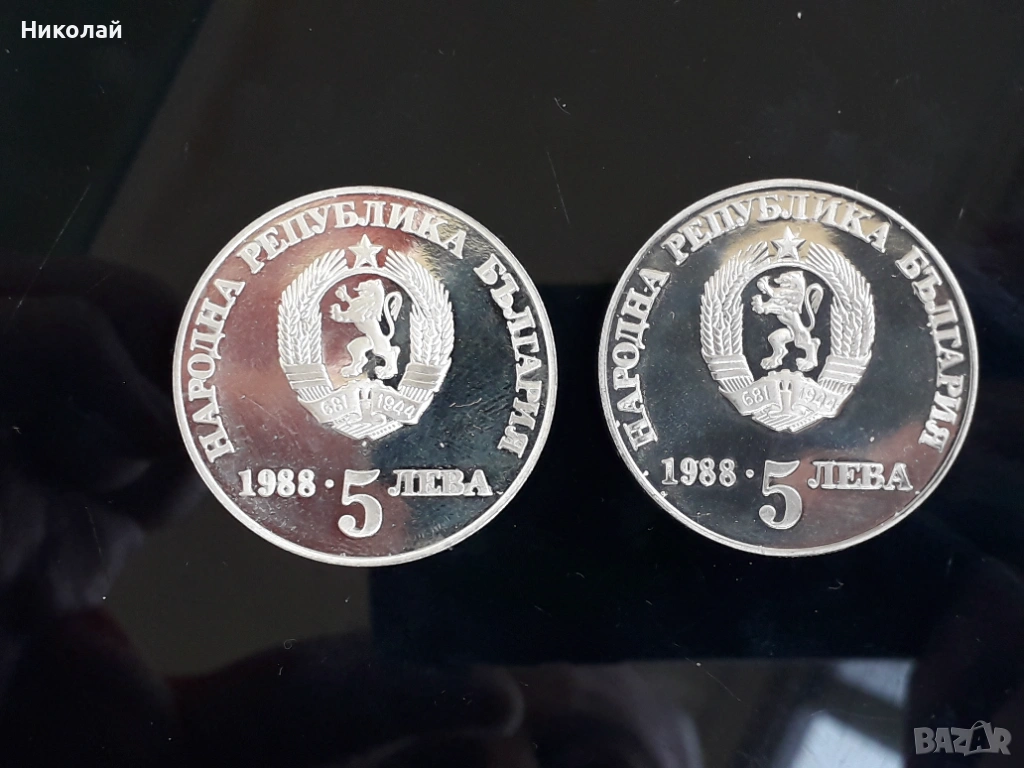 Николай
НАРОДНА РЕПУБЛИКА БЪЛГАРИЯ
681 1944
1988 · 5 ЛЕВА
НАРОДНА РЕПУБЛИКА БЪЛГАРИЯ
681 1944
1988 · 5 ЛЕВА
BAZAR